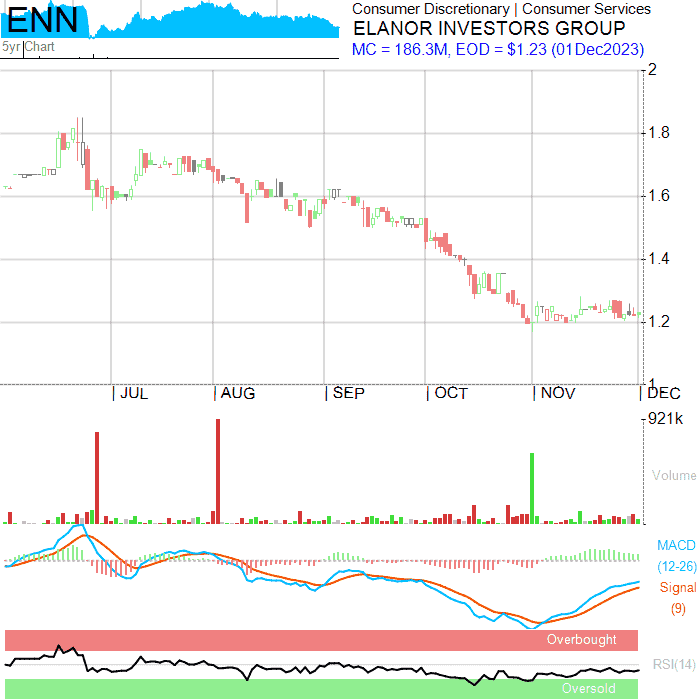 ENN
5yr Chart
Consumer Discretionary | Consumer Services
ELANOR INVESTORS GROUP
MC = 186.3M, EOD = $1.23 (01Dec2023)
2
1.8
1.6
1.4
1.2
1
JUL AUG SEP OCT NOV DEC
921k
Volume
MACD
(12-26)
Signal
(9)
Overbought
RSI(14)
Oversold